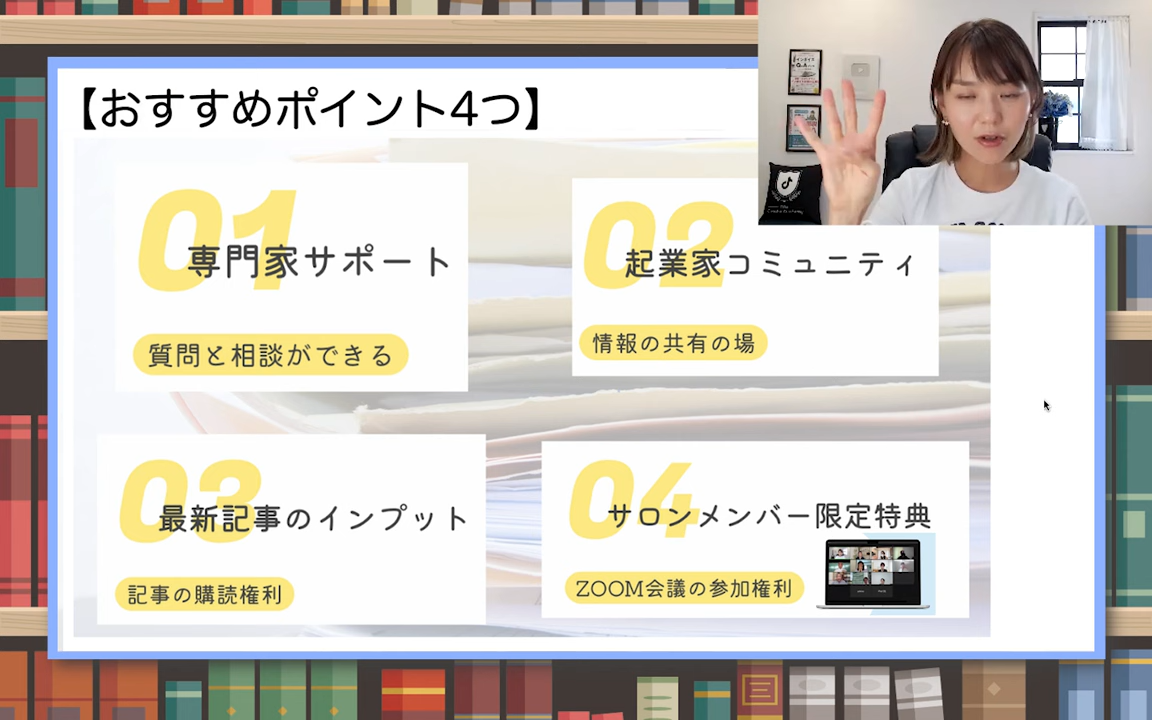 【おすすめポイント4つ】
01
専門家サポート
質問と相談ができる
02
起業家コミュニティ
情報の共有の場
03
最新記事のインプット
記事の購読権利
04
サロンメンバー限定特典
ZOOM会議の参加権利